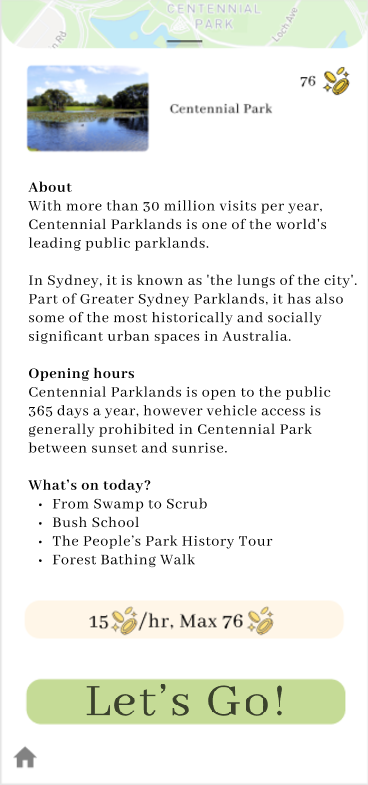 CENTENNIAL
PARK
Rd
Loch Ave
76
Centennial Park
About
With more than 30 million visits per year,
Centennial Parklands is one of the world's
leading public parklands.
In Sydney, it is known as 'the lungs of the city'.
Part of Greater Sydney Parklands, it has also
some of the most historically and socially
significant urban spaces in Australia.
Opening hours
Centennial Parklands is open to the public
365 days a year, however vehicle access is
generally prohibited in Centennial Park
between sunset and sunrise.
What's on today?
• From Swamp to Scrub
• Bush School
• The People's Park History Tour
• Forest Bathing Walk
15 /hr, Max 76
Let's Go!